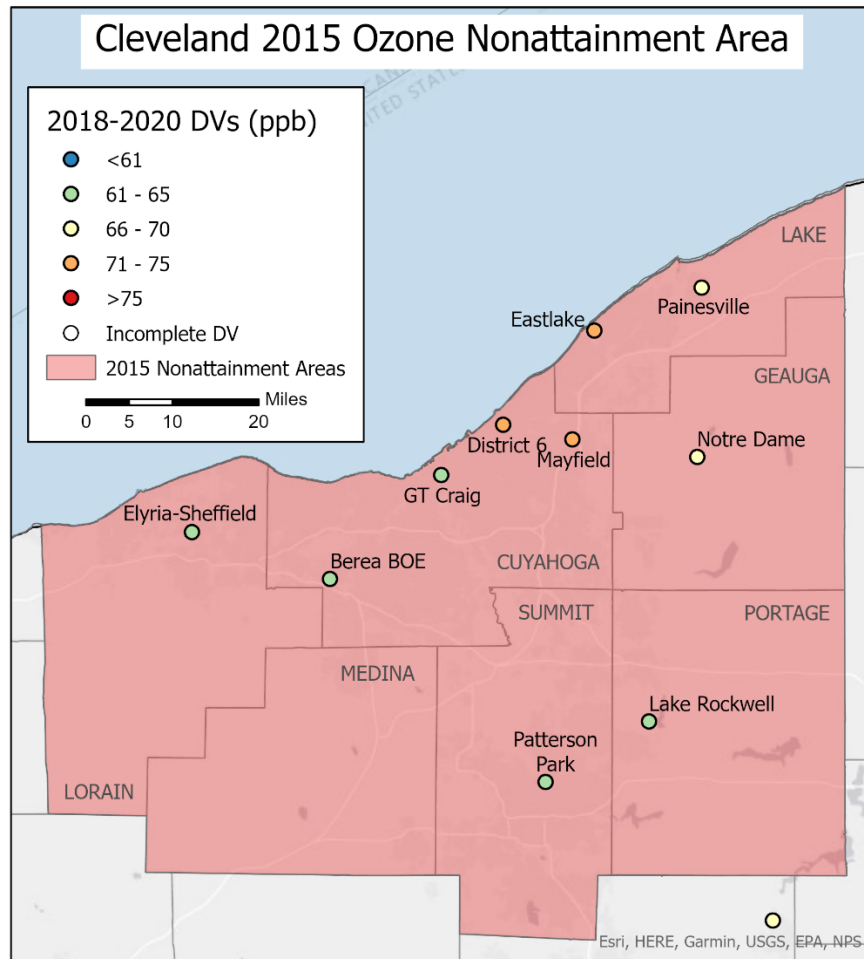 Cleveland 2015 Ozone Nonattainment Area
CANADA
UNITED STATES
2018-2020 DVs (ppb)
<61
61 - 65
66 - 70
71 - 75
>75
Incomplete DV
2015 Nonattainment Areas
Miles
0 5 10 20
LAKE
Painesville
Eastlake
GEAUGA
District 6
Mayfield
Notre Dame
GT Craig
Elyria-Sheffield
Berea BOE
CUYAHOGA
SUMMIT
PORTAGE
MEDINA
Lake Rockwell
Patterson
Park
LORAIN
Esri, HERE, Garmin, USGS, EPA, NPS